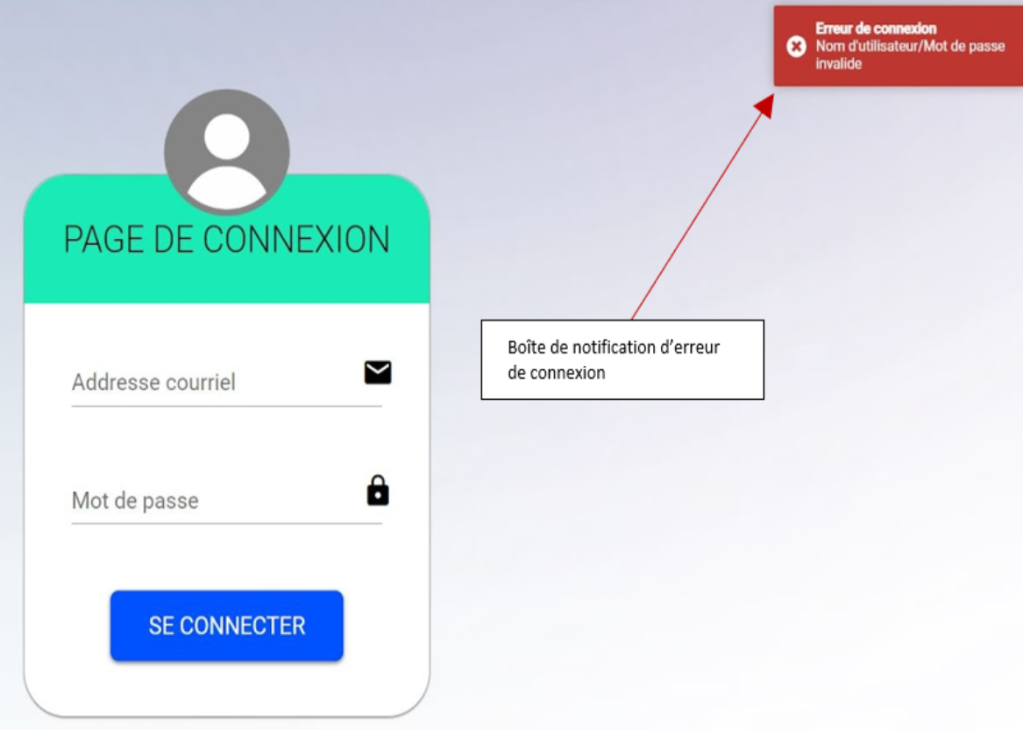 Erreur de connexion
Nom d'utilisateur/Mot de passe
invalide
PAGE DE CONNEXION
Boîte de notification d’erreur
de connexion
Addresse courriel
Mot de passe
SE CONNECTER